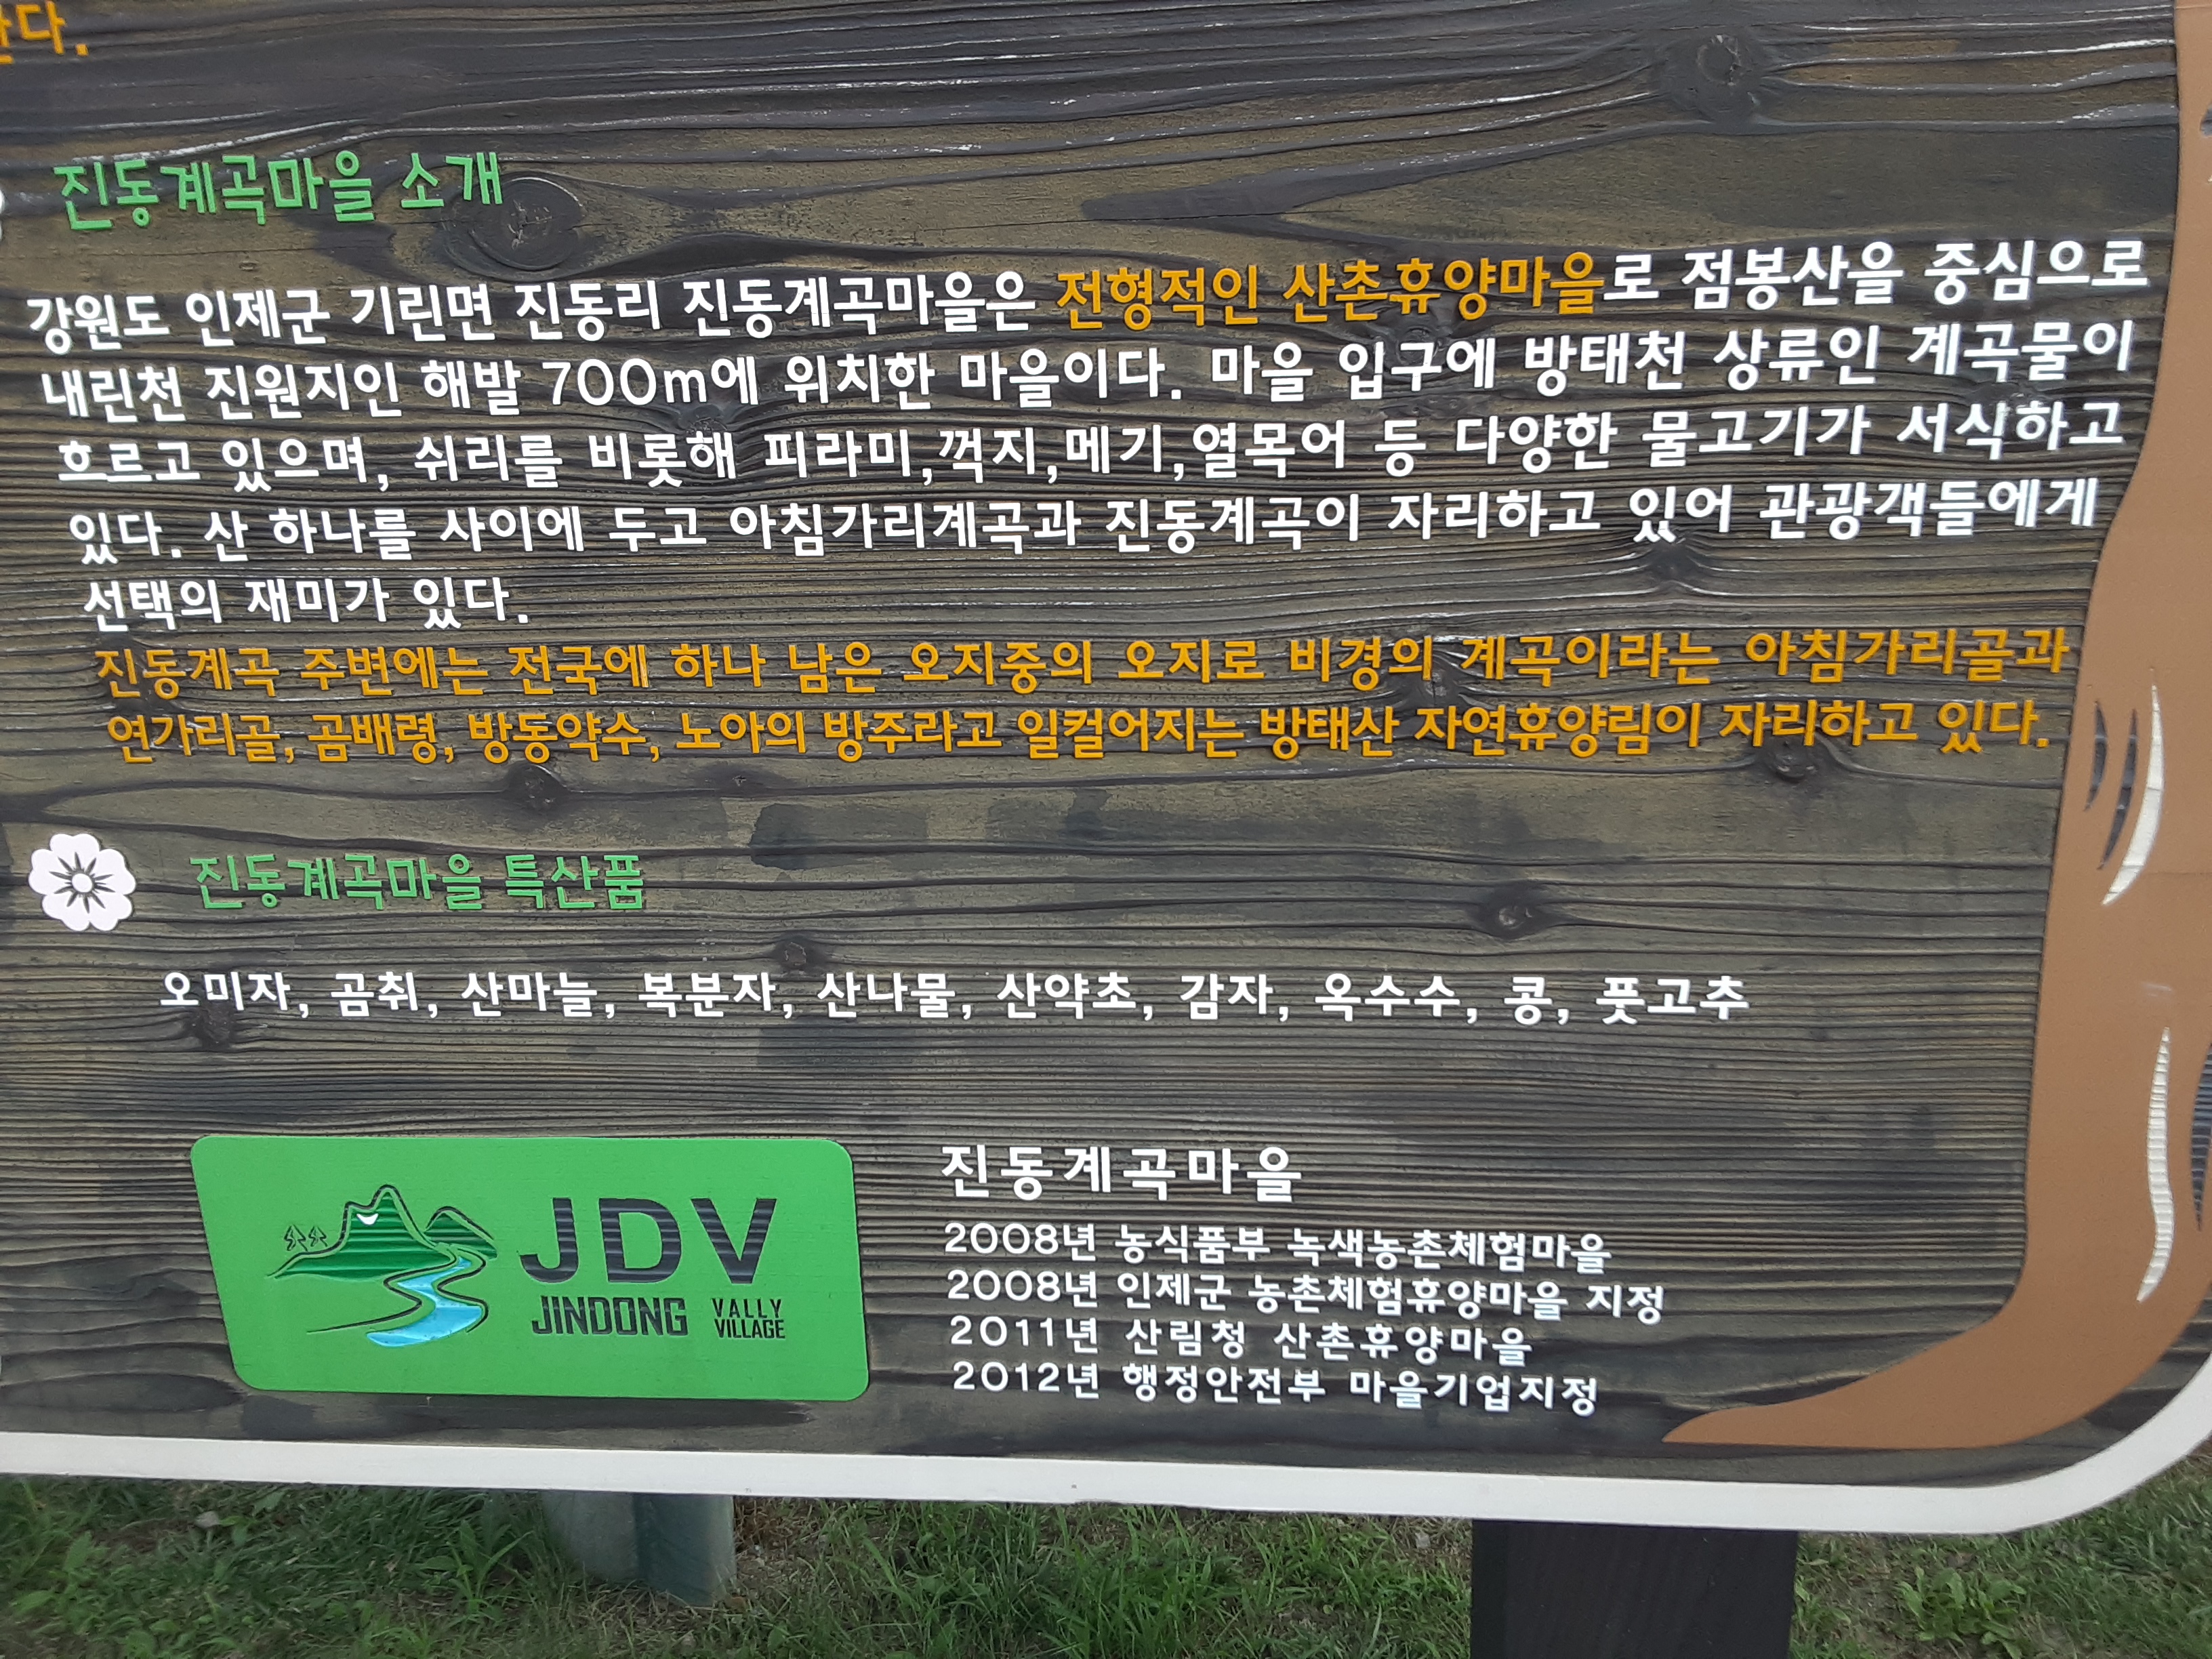 진동계곡마을 소개
강원도 인제군 기린면 진동리 진동계곡마을은 전형적인 산촌휴양마을로 점봉산을 중심으로
내린천 진원지인 해발 700m에 위치한 마을이다. 마을 입구에 방태천 상류인 계곡물이
흐르고 있으며, 쉬리를 비롯해 피라미,꺽지,메기,열목어 등 다양한 물고기가 서식하고
있다. 산 하나를 사이에 두고 아침가리계곡과 진동계곡이 자리하고 있어 관광객들에게
선택의 재미가 있다.
진동계곡 주변에는 전국에 하나 남은 오지중의 오지로 비경의 계곡이라는 아침가리골과
연가리골, 곰배령, 방동약수, 노아의 방주라고 일컬어지는 방태산 자연휴양림이 자리하고 있다.
진동계곡마을 특산품
오미자, 곰취, 산마늘, 복분자, 산나물, 산약초, 감자, 옥수수, 콩, 풋고추
JDV
JINDONG VALLY VILLAGE
진동계곡마을
2008년 농식품부 녹색농촌체험마을
2008년 인제군 농촌체험휴양마을 지정
2011년 산림청 산촌휴양마을
2012년 행정안전부 마을기업지정